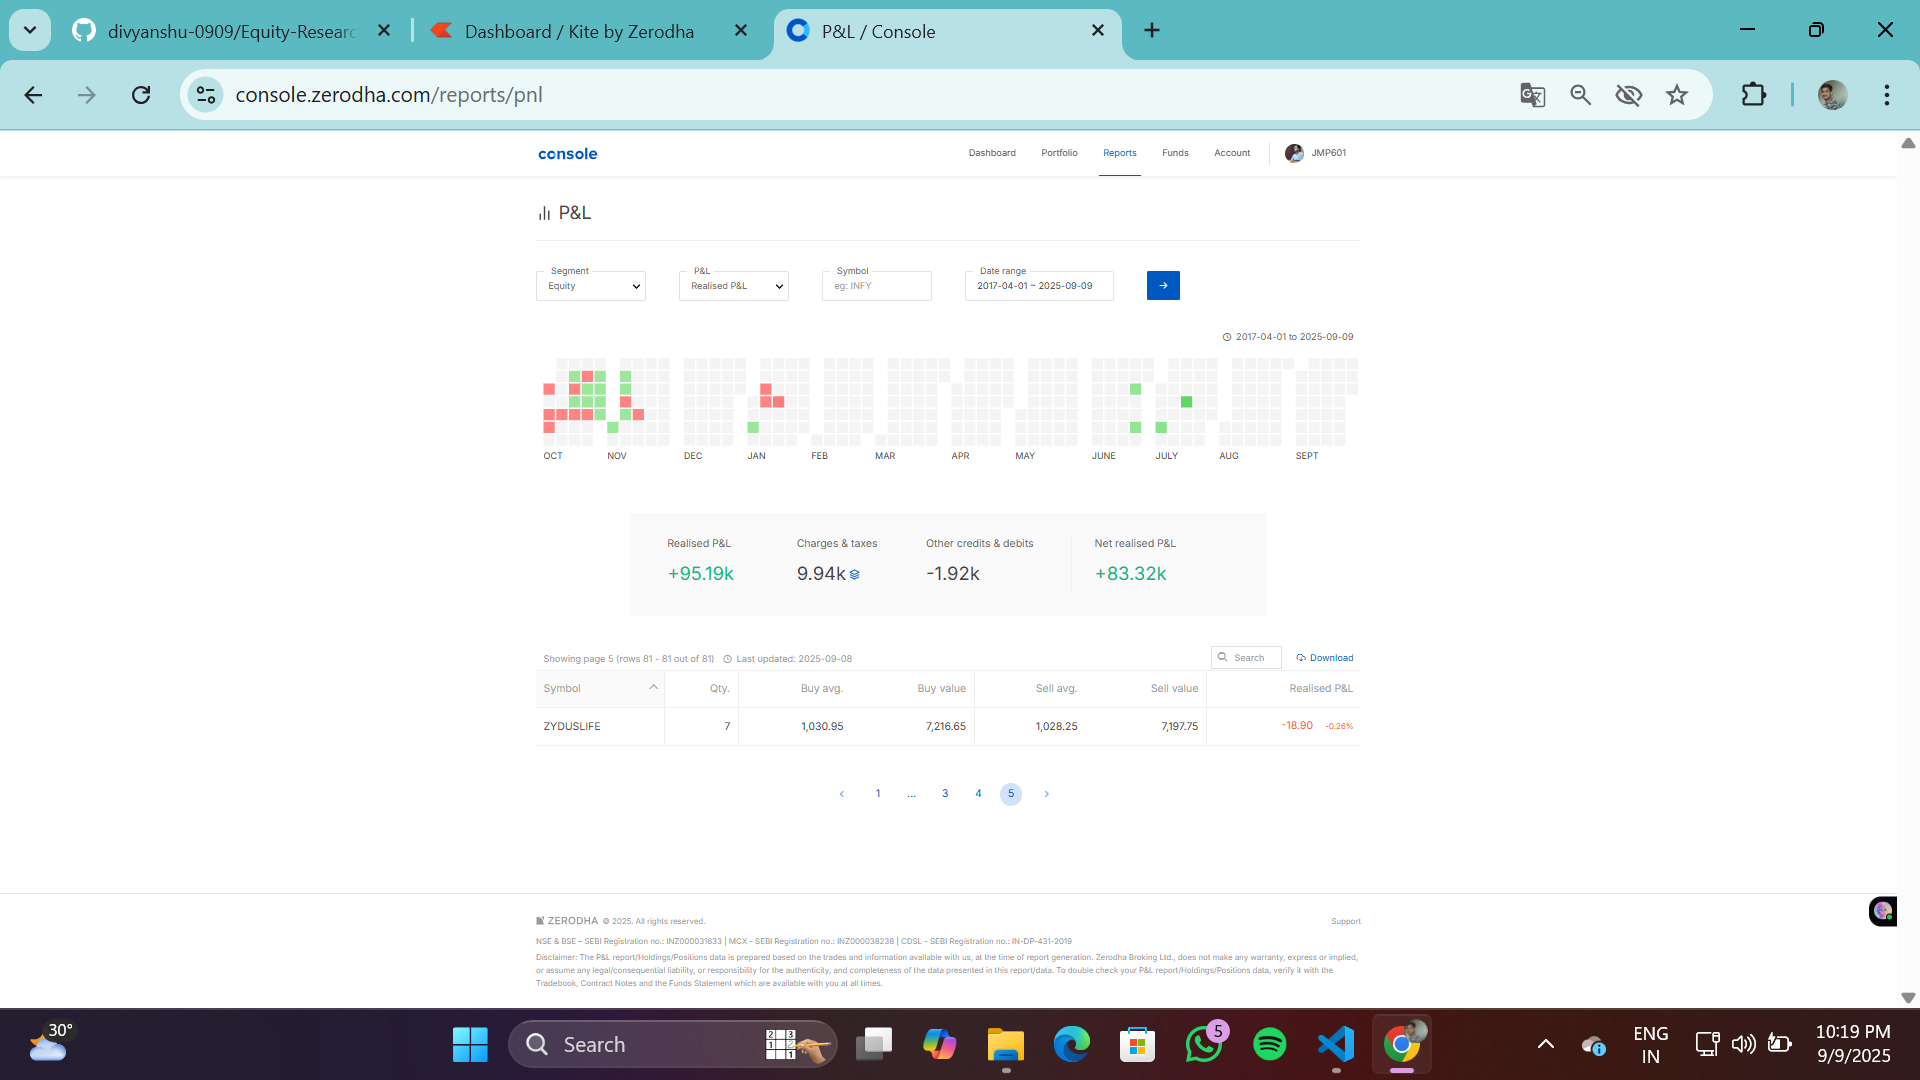 divyanshu-0909/Equity-Researc
Dashboard / Kite by Zerodha
P&L / Console
console.zerodha.com/reports/pnl
console
Dashboard Portfolio Reports Funds Account JMP601
P&L
Segment P&L Symbol Date range
Equity Realised P&L eg: INFY 2017-04-01 ~ 2025-09-09
2017-04-01 to 2025-09-09
OCT NOV DEC JAN FEB MAR APR MAY JUNE JULY AUG SEPT
Realised P&L Charges & taxes Other credits & debits Net realised P&L
+95.19k 9.94k -1.92k +83.32k
Showing page 5 (rows 81 - 81 out of 81) Last updated: 2025-09-08 Search Download
Symbol Qty. Buy avg. Buy value Sell avg. Sell value Realised P&L
ZYDUSLIFE 7 1,030.95 7,216.65 1,028.25 7,197.75 -18.90 -0.26%
1 ... 3 4 5
ZERODHA © 2025. All rights reserved. Support
NSE & BSE – SEBI Registration no.: INZ000031633 | MCX - SEBI Registration no.: INZ000038238 | CDSL - SEBI Registration no.: IN-DP-431-2019
Disclaimer: The P&L report/Holdings/Positions data is prepared based on the trades and information available with us, at the time of report generation. Zerodha Broking Ltd., does not make any warranty, express or implied,
or assume any legal/consequential liability, or responsibility for the authenticity, and completeness of the data presented in this report/data. To double check your P&L report/Holdings/Positions data, verify it with the
Tradebook, Contract Notes and the Funds Statement which are available with you at all times.
30°
Search
5
ENG
IN
10:19 PM
9/9/2025